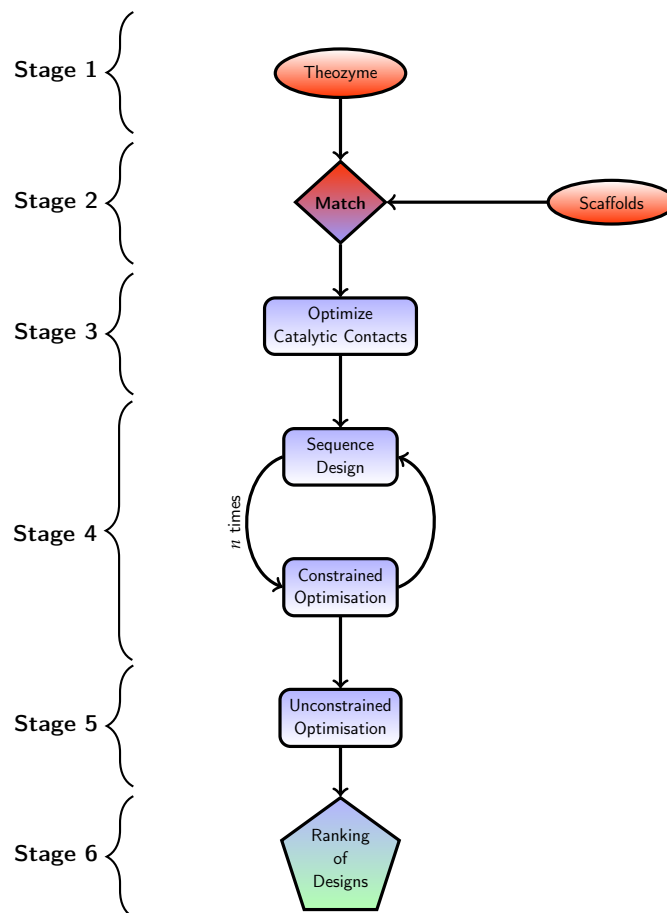 Stage 1
Theozyme
Stage 2
Match
Scaffolds
Stage 3
Optimize
Catalytic Contacts
Stage 4
Sequence
Design
n times
Constrained
Optimisation
Stage 5
Unconstrained
Optimisation
Stage 6
Ranking
of
Designs